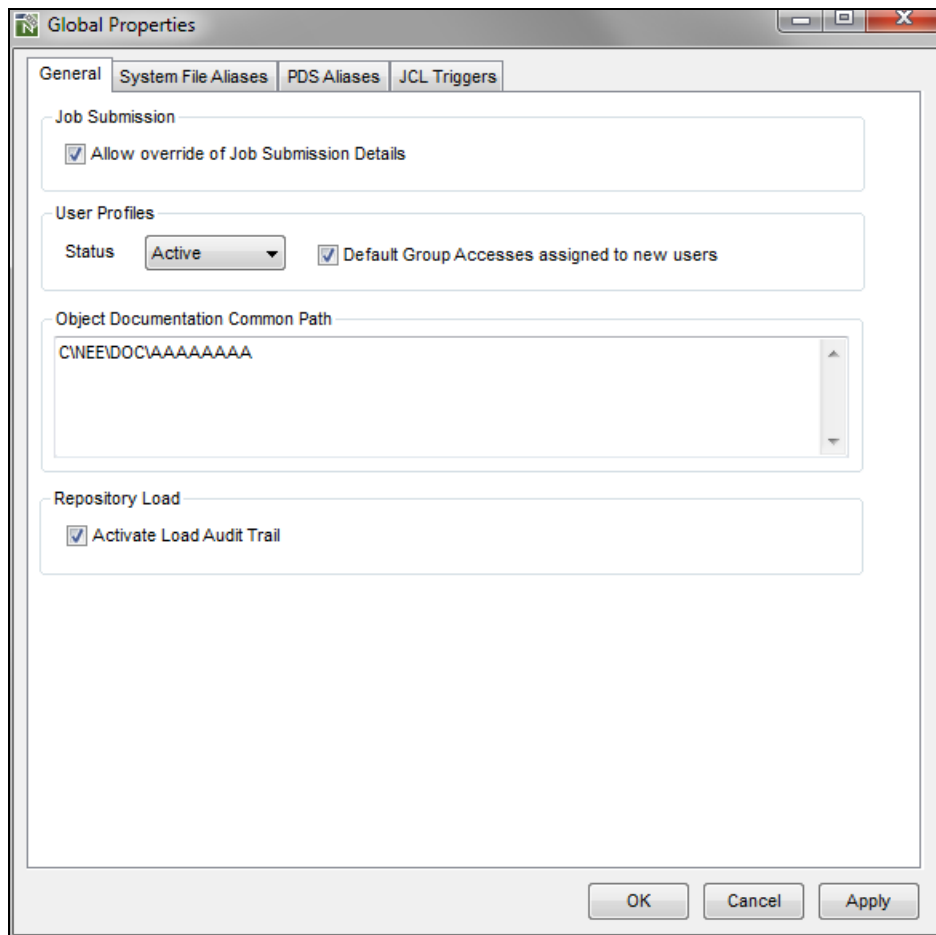 Global Properties
General System File Aliases PDS Aliases JCL Triggers
Job Submission
Allow override of Job Submission Details
User Profiles
Status Active Default Group Accesses assigned to new users
Object Documentation Common Path
C\NEE\DOC\AAAAAAAA
Repository Load
Activate Load Audit Trail
OK Cancel Apply